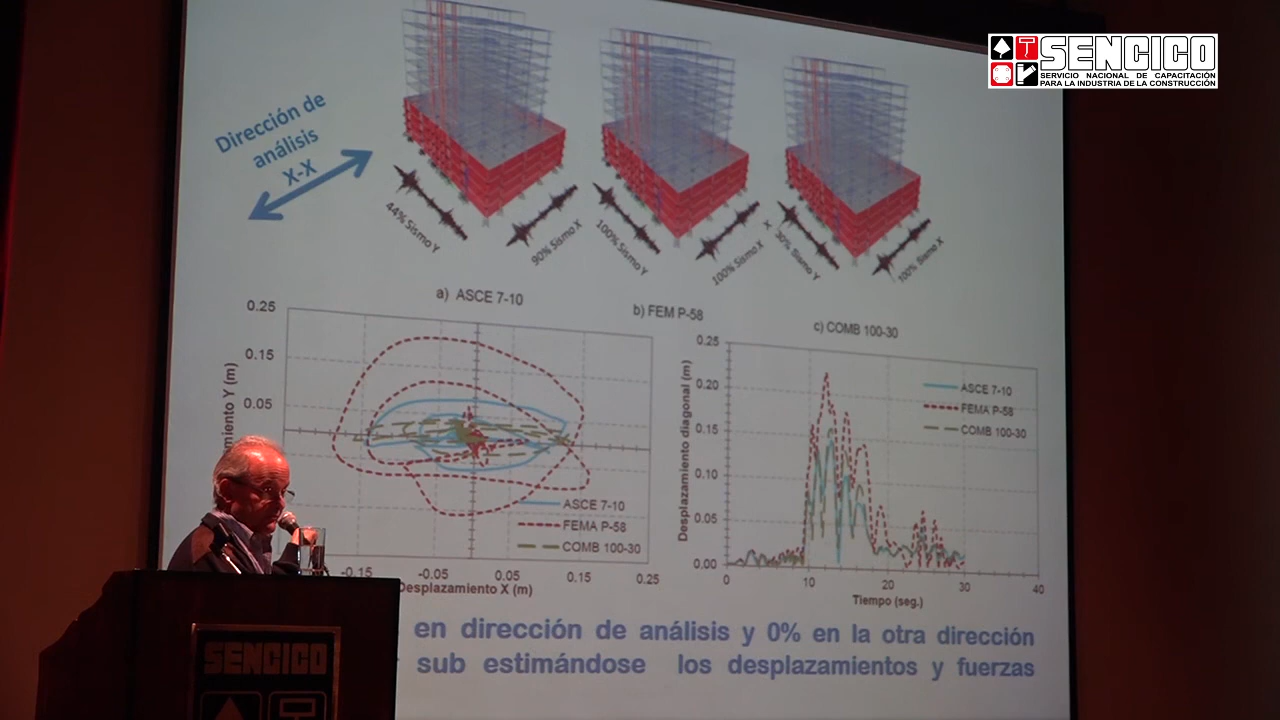 SENCICO
SERVICIO NACIONAL DE CAPACITACIÓN
PARA LA INDUSTRIA DE LA CONSTRUCCIÓN
Dirección de
análisis
X-X
44% Sismo Y
90% Sismo X
100% Sismo Y
100% Sismo X
X 30% Sismo Y
100% Sismo X
a) ASCE 7-10
b) FEM P-58
c) COMB 100-30
0.25
0.15
0.05
miento Y (m)
ASCE 7-10
FEMA P-58
COMB 100-30
-0.15
-0.05
0.05
0.15
0.25
Desplazamiento X (m)
Desplazamiento diagonal (m)
0.25
0.20
0.15
0.10
0.05
0.00
ASCE 7-10
FEMA P-58
COMB 100-30
0
10
20
30
40
Tiempo (seg.)
en dirección de análisis y 0% en la otra dirección
sub estimándose los desplazamientos y fuerzas
SENCICO